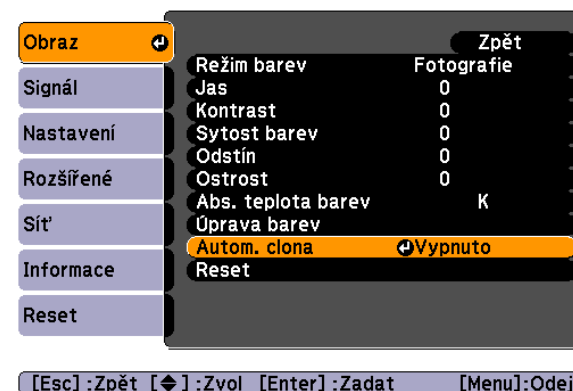 Obraz
Signál
Nastavení
Rozšířené
Síť
Informace
Reset
Zpět
Režim barev Fotografie
Jas 0
Kontrast 0
Sytost barev 0
Odstín 0
Ostrost 0
Abs. teplota barev K
Úprava barev
Autom. clona Vypnuto
Reset
[Esc]:Zpět [◆]:Zvol [Enter]:Zadat [Menu]:Odej